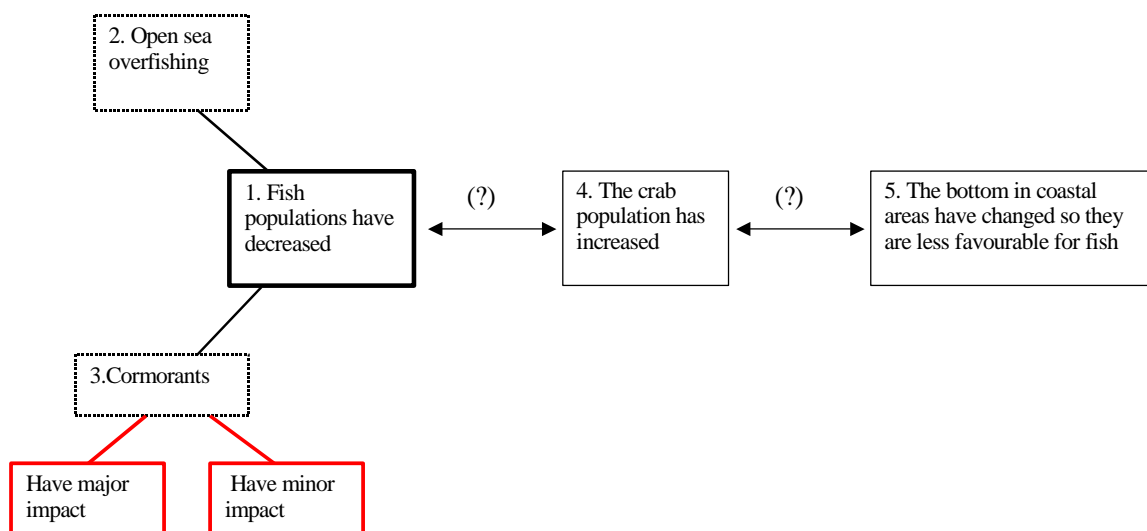 2. Open sea
overfishing
1. Fish
populations have
decreased
(?)
4. The crab
population has
increased
(?)
5. The bottom in coastal
areas have changed so they
are less favourable for fish
3.Cormorants
Have major
impact
Have minor
impact